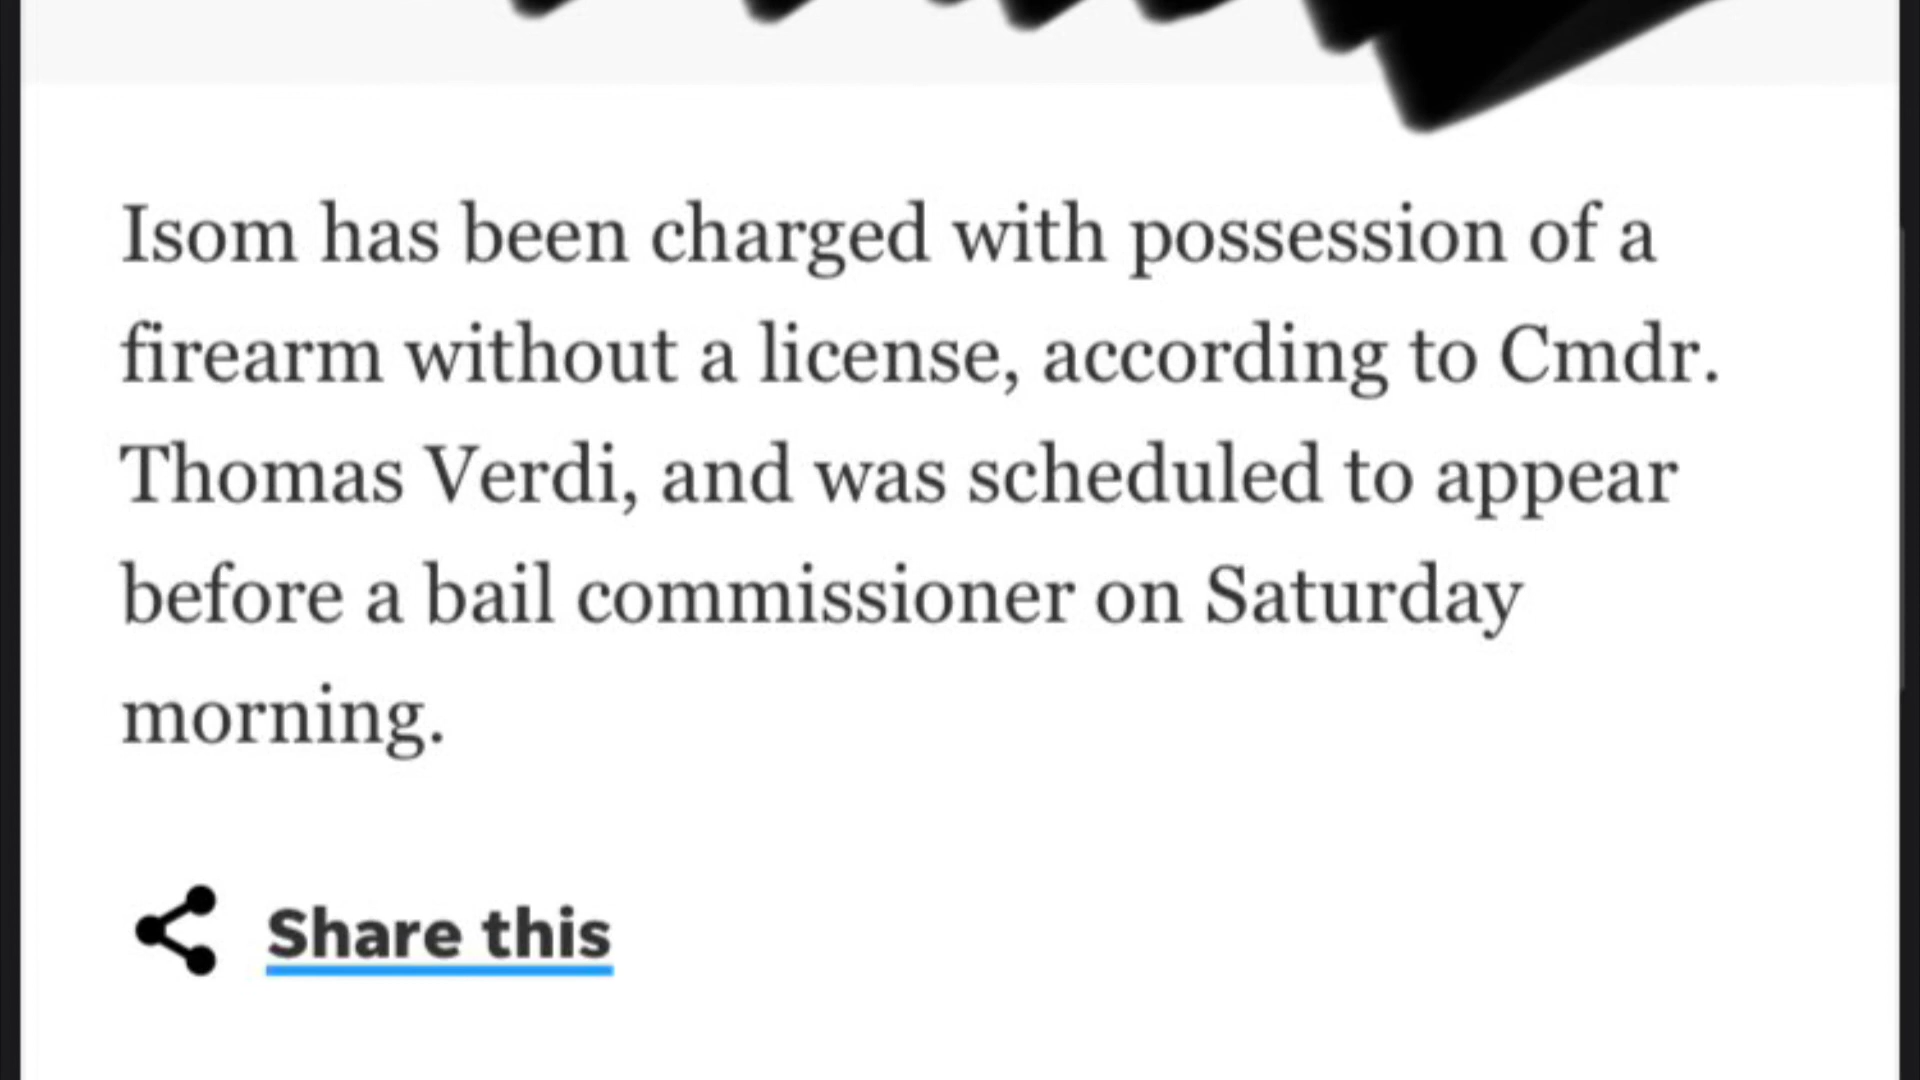 Isom has been charged with possession of a
firearm without a license, according to Cmdr.
Thomas Verdi, and was scheduled to appear
before a bail commissioner on Saturday
morning.
Share this